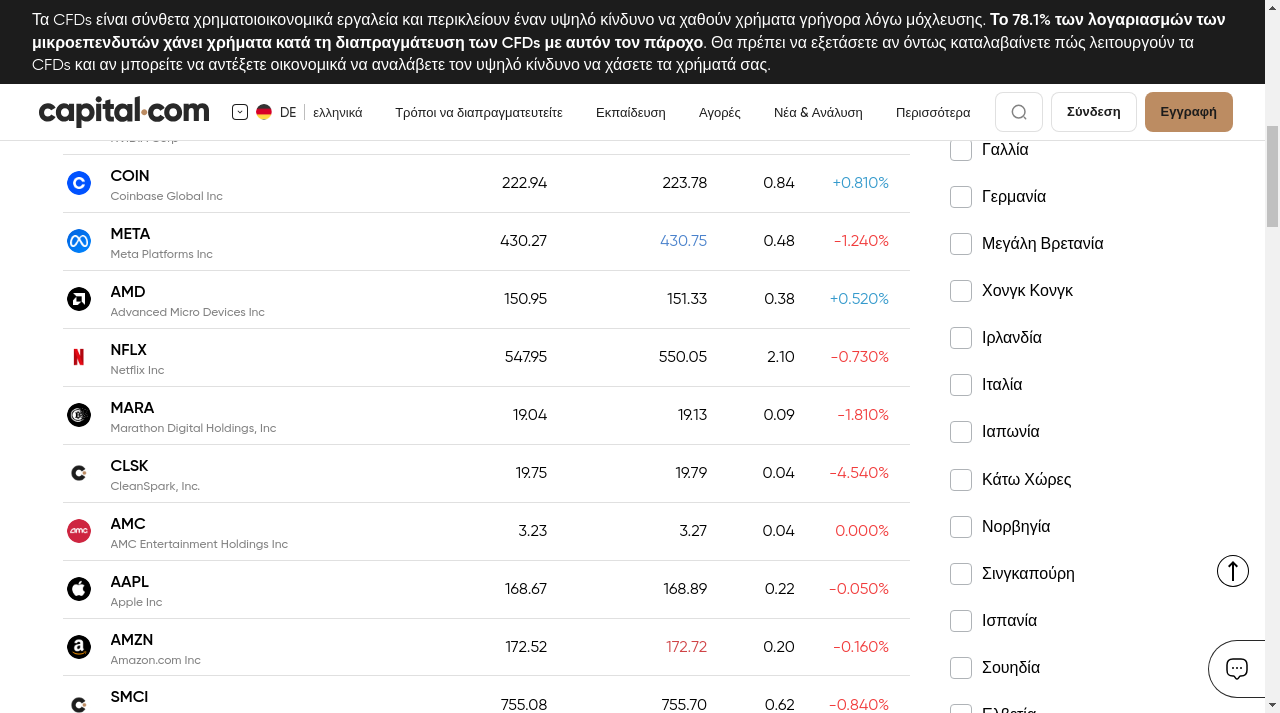 Τα CFDs είναι σύνθετα χρηματοιοικονομικά εργαλεία και περικλείουν έναν υψηλό κίνδυνο να χαθούν χρήματα γρήγορα λόγω μόχλευσης. Το 78.1% των λογαριασμών των
μικροεπενδυτών χάνει χρήματα κατά τη διαπραγμάτευση των CFDs με αυτόν τον πάροχο. Θα πρέπει να εξετάσετε αν όντως καταλαβαίνετε πώς λειτουργούν τα
CFDs και αν μπορείτε να αντέξετε οικονομικά να αναλάβετε τον υψηλό κίνδυνο να χάσετε τα χρήματά σας.
capital.com DE ελληνικά Τρόποι να διαπραγματευτείτε Εκπαίδευση Αγορές Νέα & Ανάλυση Περισσότερα Σύνδεση Εγγραφή
COIN 222.94 223.78 0.84 +0.810%
Coinbase Global Inc
META 430.27 430.75 0.48 -1.240%
Meta Platforms Inc
AMD 150.95 151.33 0.38 +0.520%
Advanced Micro Devices Inc
NFLX 547.95 550.05 2.10 -0.730%
Netflix Inc
MARA 19.04 19.13 0.09 -1.810%
Marathon Digital Holdings, Inc
CLSK 19.75 19.79 0.04 -4.540%
CleanSpark, Inc.
AMC 3.23 3.27 0.04 0.000%
AMC Entertainment Holdings Inc
AAPL 168.67 168.89 0.22 -0.050%
Apple Inc
AMZN 172.52 172.72 0.20 -0.160%
Amazon.com Inc
SMCI 755.08 755.70 0.62 -0.840%
Γαλλία
Γερμανία
Μεγάλη Βρετανία
Χονγκ Κονγκ
Ιρλανδία
Ιταλία
Ιαπωνία
Κάτω Χώρες
Νορβηγία
Σινγκαπούρη
Ισπανία
Σουηδία